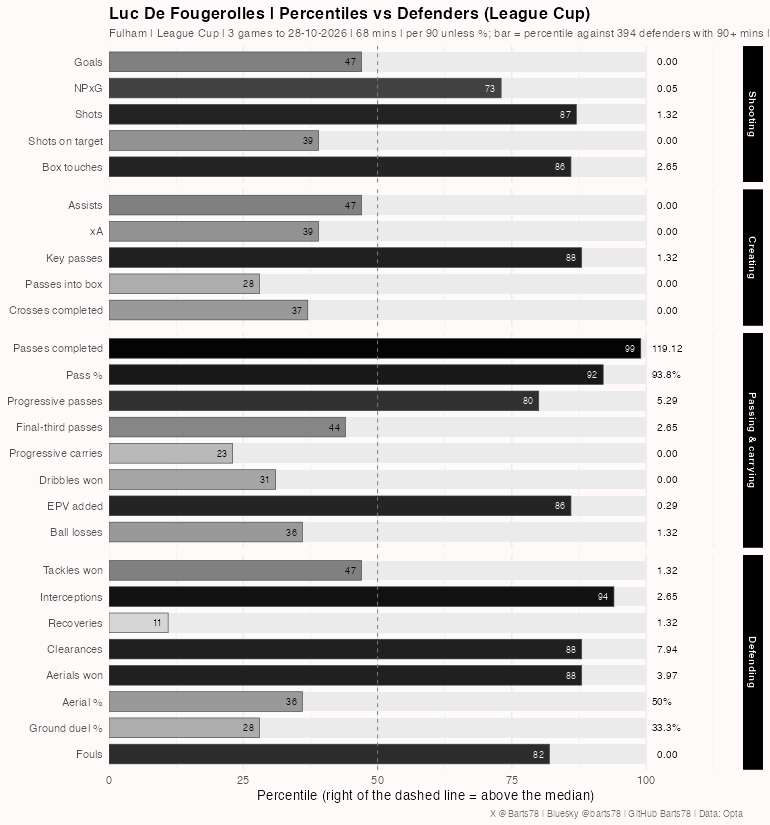 Luc De Fougerolles | Percentiles vs Defenders (League Cup)
Fulham | League Cup | 3 games to 28-10-2026 | 68 mins | per 90 unless %; bar = percentile against 394 defenders with 90+ mins |
Goals 47 0.00
NPxG 73 0.05
Shots 87 1.32
Shots on target 39 0.00
Box touches 86 2.65
Shooting
Assists 47 0.00
xA 39 0.00
Key passes 88 1.32
Passes into box 28 0.00
Crosses completed 37 0.00
Creating
Passes completed 99 119.12
Pass % 92 93.8%
Progressive passes 80 5.29
Final-third passes 44 2.65
Progressive carries 23 0.00
Dribbles won 31 0.00
EPV added 86 0.29
Ball losses 36 1.32
Passing & carrying
Tackles won 47 1.32
Interceptions 94 2.65
Recoveries 11 1.32
Clearances 88 7.94
Aerials won 88 3.97
Aerial % 36 50%
Ground duel % 28 33.3%
Fouls 82 0.00
Defending
0 25 50 75 100
Percentile (right of the dashed line = above the median)
X @Barts78 | Bluesky @barts78 | GitHub Barts78 | Data: Opta